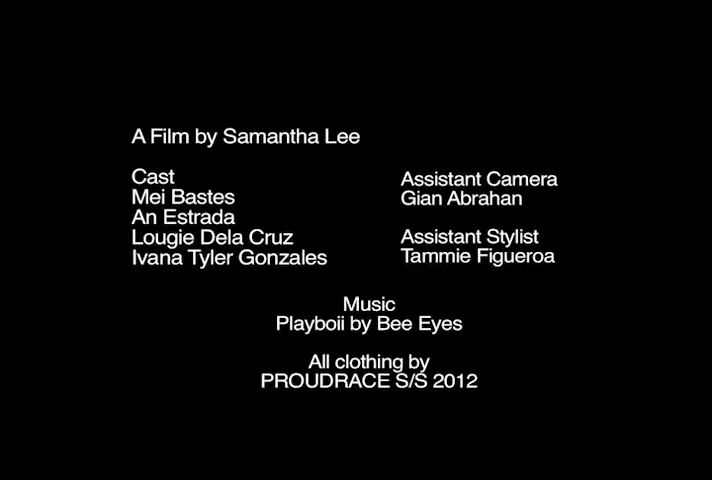 A Film by Samantha Lee
Cast
Mei Bastes
An Estrada
Lougie Dela Cruz
Ivana Tyler Gonzales
Assistant Camera
Gian Abrahan
Assistant Stylist
Tammie Figueroa
Music
Playboii by Bee Eyes
All clothing by
PROUDRACE S/S 2012